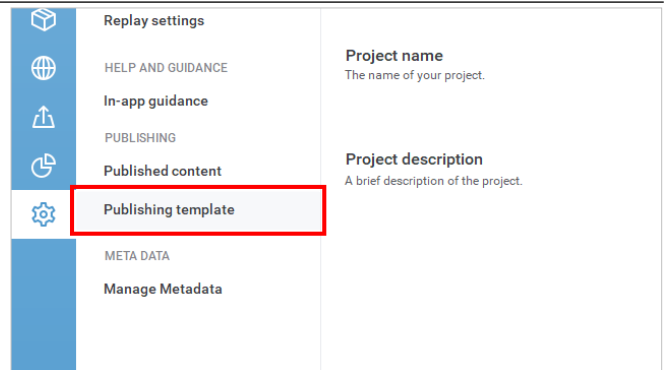 Replay settings
HELP AND GUIDANCE
In-app guidance
PUBLISHING
Published content
Publishing template
META DATA
Manage Metadata
Project name
The name of your project.
Project description
A brief description of the project.